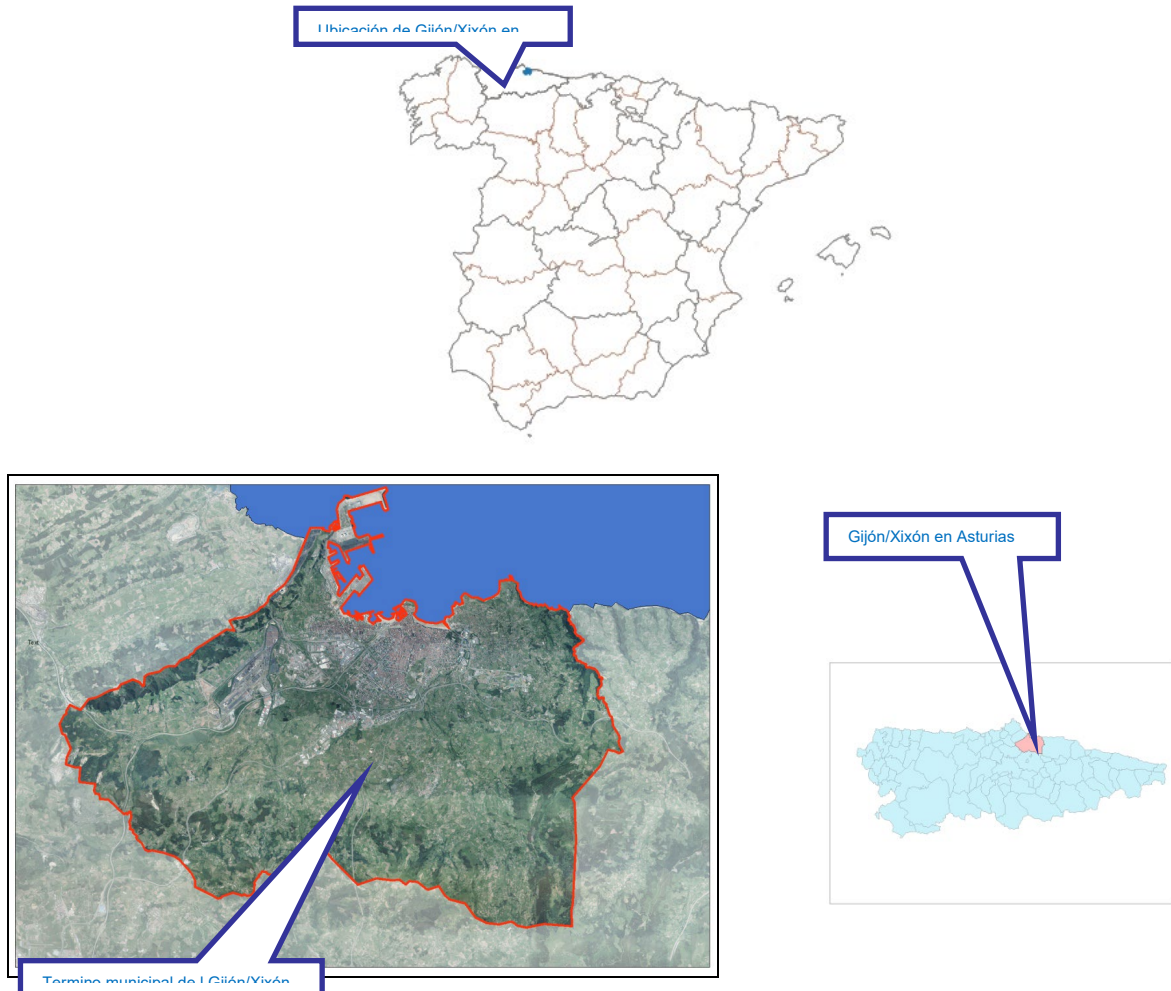 Ubicación de Gijón/Xixón en
Gijón/Xixón en Asturias
Termino municipal de l Gijón/Xixón